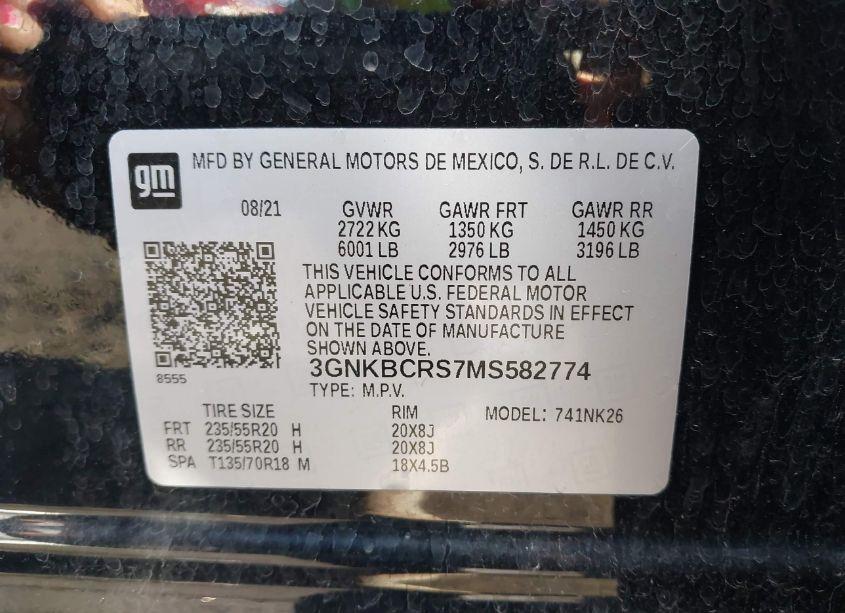 gm MFD BY GENERAL MOTORS DE MEXICO, S. DE R.L. DE C.V.
08/21 GVWR GAWR FRT GAWR RR
2722 KG 1350 KG 1450 KG
6001 LB 2976 LB 3196 LB
THIS VEHICLE CONFORMS TO ALL
APPLICABLE U.S. FEDERAL MOTOR
VEHICLE SAFETY STANDARDS IN EFFECT
ON THE DATE OF MANUFACTURE
SHOWN ABOVE.
8555 3GNKBCRS7MS582774
TYPE: M.P.V.
TIRE SIZE RIM MODEL: 741NK26
FRT 235/55R20 H 20X8J
RR 235/55R20 H 20X8J
SPA T135/70R18 M 18X4.5B